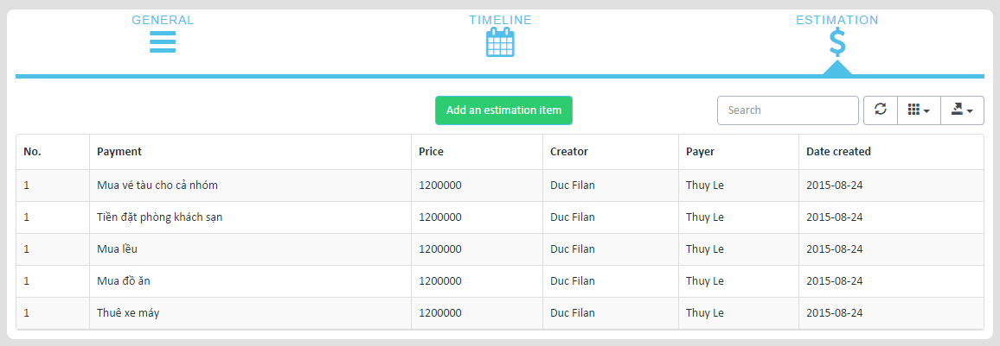 GENERAL TIMELINE ESTIMATION
Add an estimation item Search
No. Payment Price Creator Payer Date created
1 Mua vé tàu cho cả nhóm 1200000 Duc Filan Thuy Le 2015-08-24
1 Tiền đặt phòng khách sạn 1200000 Duc Filan Thuy Le 2015-08-24
1 Mua lều 1200000 Duc Filan Thuy Le 2015-08-24
1 Mua đồ ăn 1200000 Duc Filan Thuy Le 2015-08-24
1 Thuê xe máy 1200000 Duc Filan Thuy Le 2015-08-24